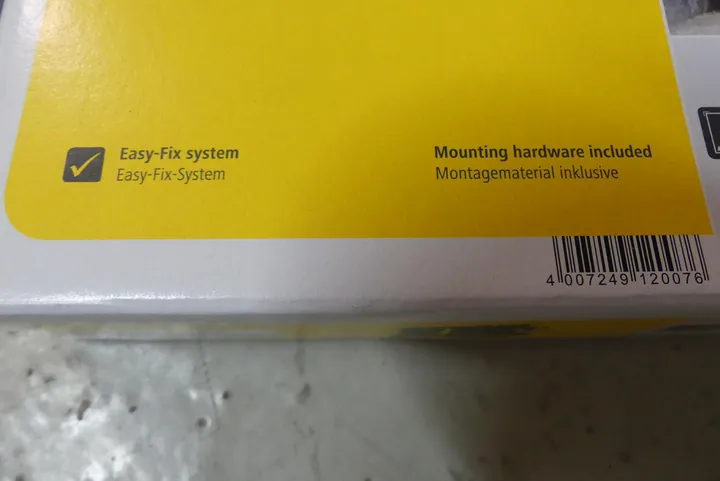 Easy-Fix system
Easy-Fix-System
Mounting hardware included
Montagematerial inklusive
4 007249 120076